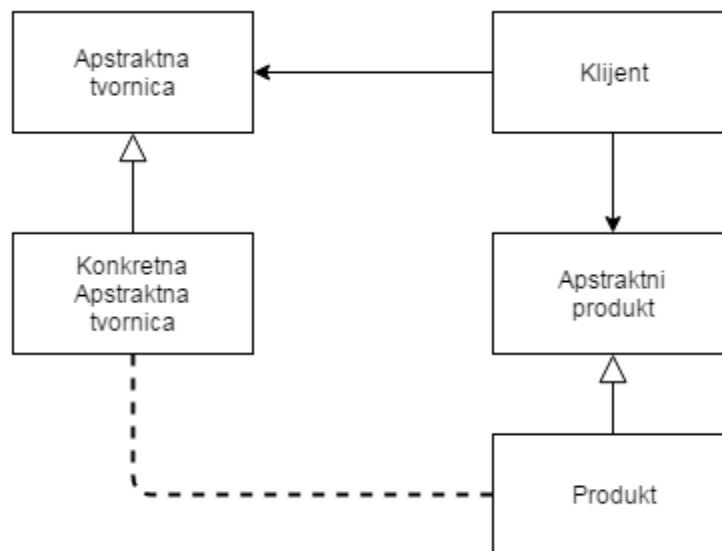 Apstraktna
tvornica
Klijent
Konkretna
Apstraktna
tvornica
Apstraktni
produkt
Produkt